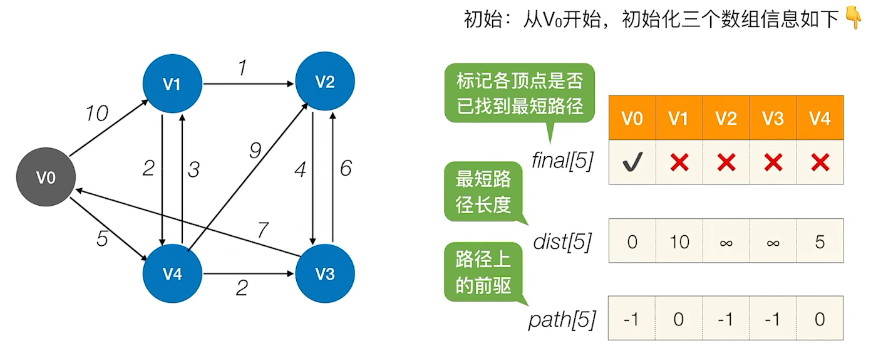 初始：从V₀开始，初始化三个数组信息如下👇
10
V1
1
V2
2
3
9
4
6
V0
7
5
V4
2
V3
标记各顶点是否
已找到最短路径
V0 V1 V2 V3 V4
final[5] ✔ ✖ ✖ ✖ ✖
最短路
径长度
dist[5] 0 10 ∞ ∞ 5
路径上
的前驱
path[5] -1 0 -1 -1 0